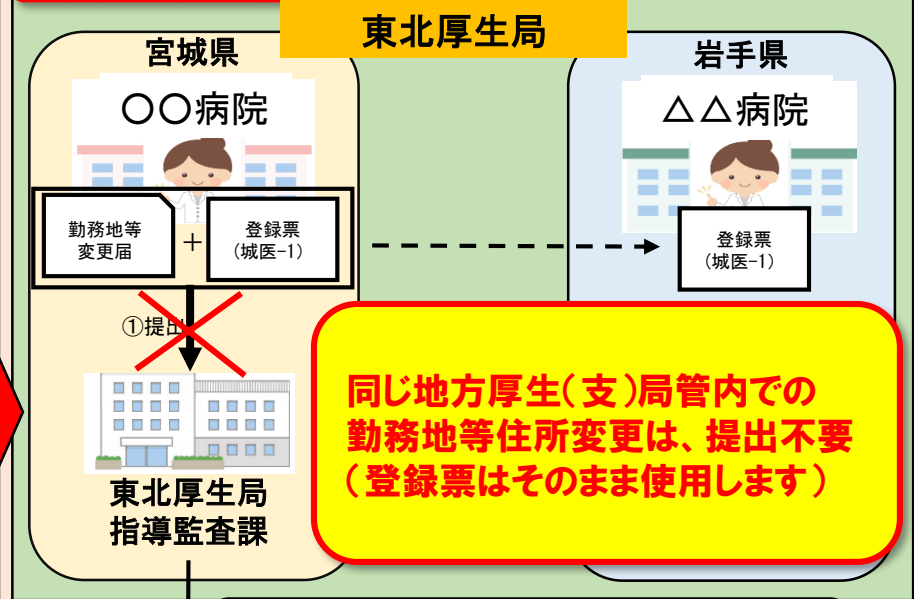 東北厚生局
宮城県
〇〇病院
勤務地等
変更届
+
登録票
(城医-1)
①提出
東北厚生局
指導監査課
岩手県
△△病院
登録票
(城医-1)
同じ地方厚生(支)局管内での
勤務地等住所変更は、提出不要
(登録票はそのまま使用します)